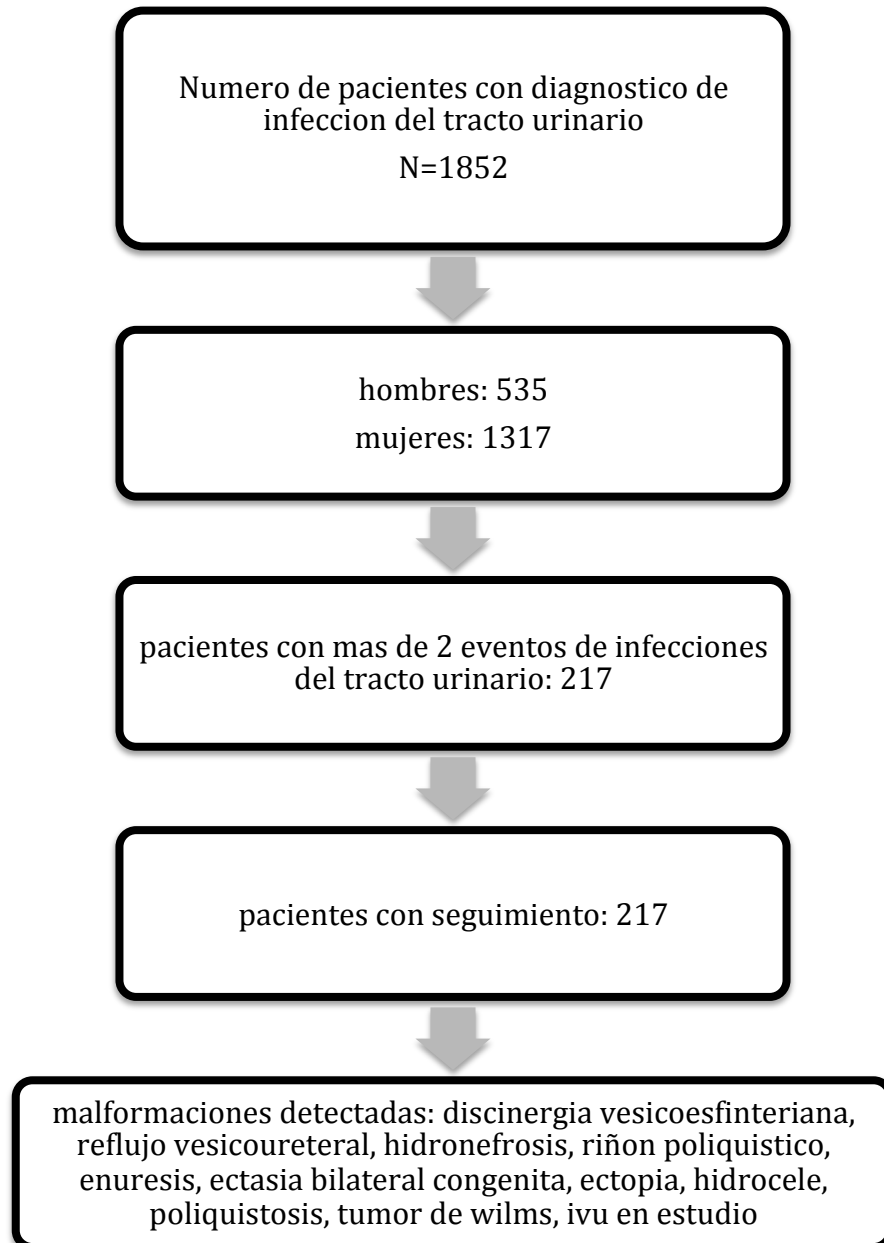 Numero de pacientes con diagnostico de
infeccion del tracto urinario
N=1852
hombres: 535
mujeres: 1317
pacientes con mas de 2 eventos de infecciones
del tracto urinario: 217
pacientes con seguimiento: 217
malformaciones detectadas: discinergia vesicoesfinteriana,
reflujo vesicoureteral, hidronefrosis, riñon poliquistico,
enuresis, ectasia bilateral congenita, ectopia, hidrocele,
poliquistosis, tumor de wilms, ivu en estudio